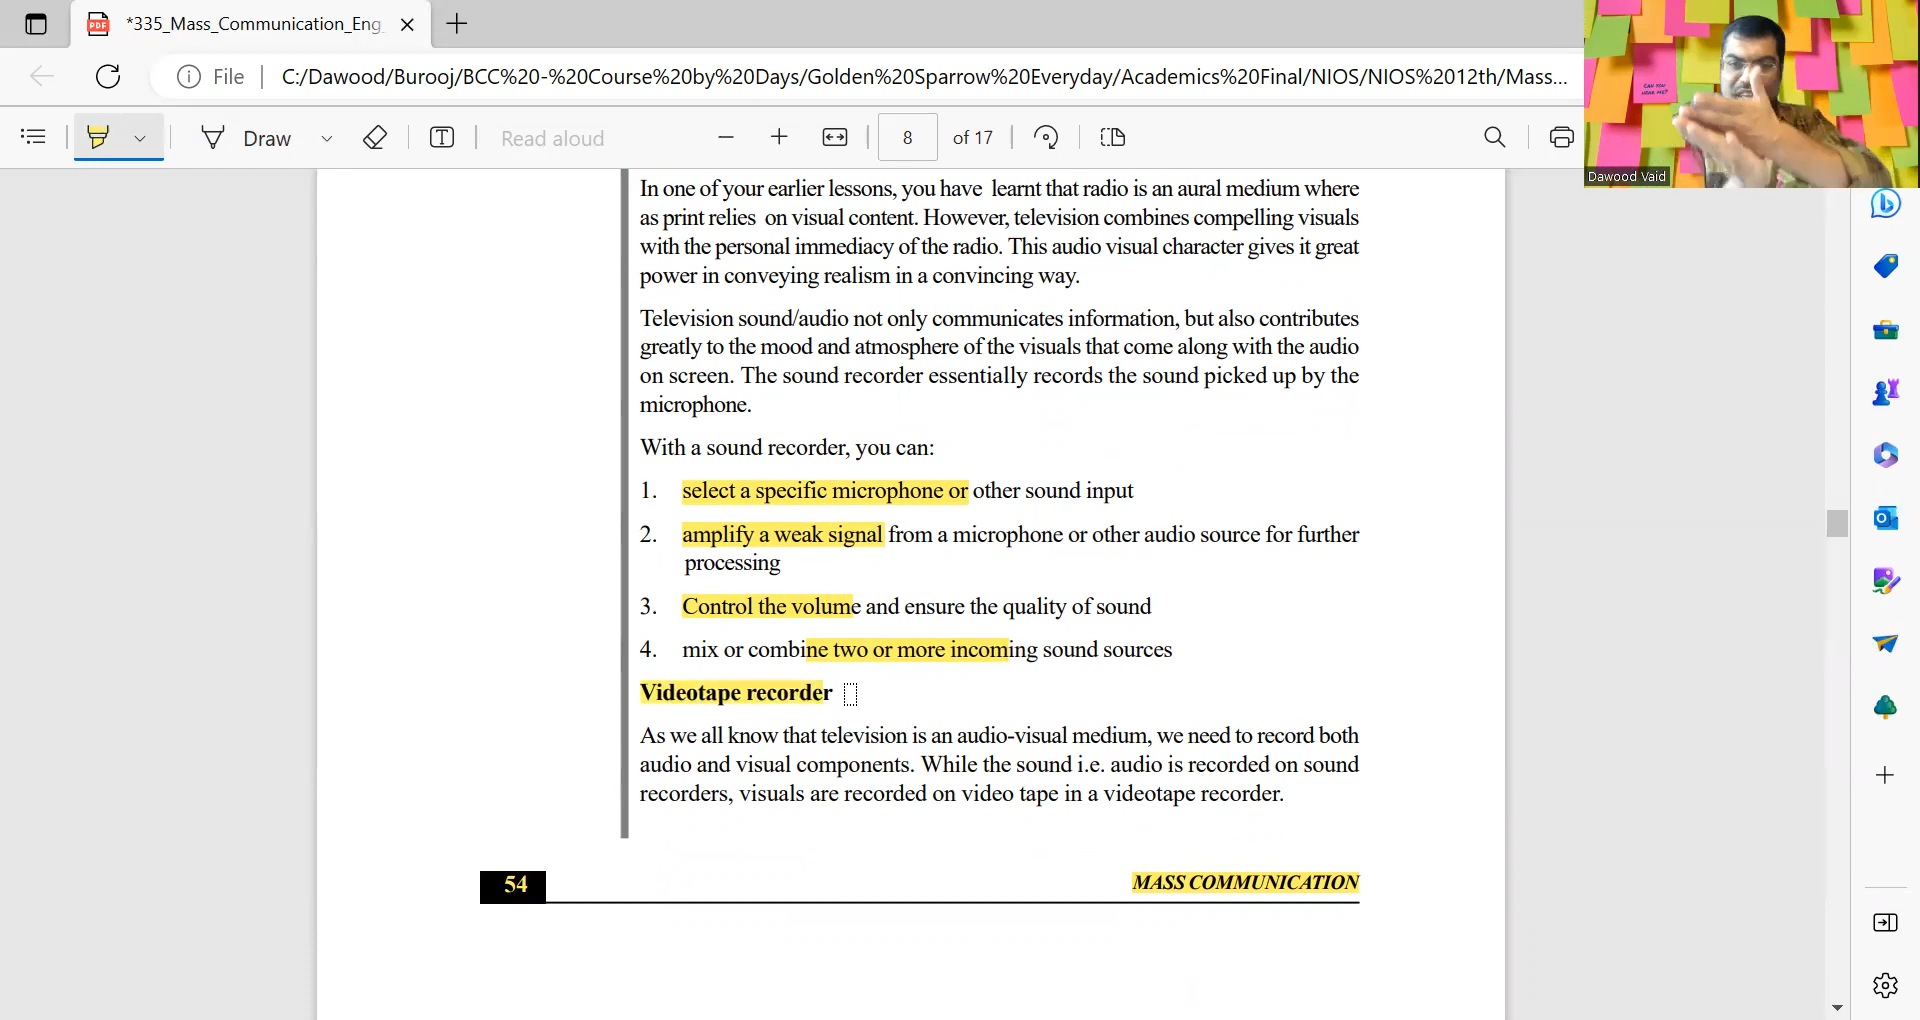 *335_Mass_Communication_Eng
File
C:/Dawood/Burooj/BCC%20-%20Course%20by%20Days/Golden%20Sparrow%20Everyday/Academics%20Final/NIOS/NIOS%2012th/Mass...
Draw
Read aloud
8 of 17
CAN YOU
HEAR ME?
Dawood Vaid
In one of your earlier lessons, you have learnt that radio is an aural medium where
as print relies on visual content. However, television combines compelling visuals
with the personal immediacy of the radio. This audio visual character gives it great
power in conveying realism in a convincing way.
Television sound/audio not only communicates information, but also contributes
greatly to the mood and atmosphere of the visuals that come along with the audio
on screen. The sound recorder essentially records the sound picked up by the
microphone.
With a sound recorder, you can:
1. select a specific microphone or other sound input
2. amplify a weak signal from a microphone or other audio source for further
processing
3. Control the volume and ensure the quality of sound
4. mix or combine two or more incoming sound sources
Videotape recorder
As we all know that television is an audio-visual medium, we need to record both
audio and visual components. While the sound i.e. audio is recorded on sound
recorders, visuals are recorded on video tape in a videotape recorder.
54
MASS COMMUNICATION